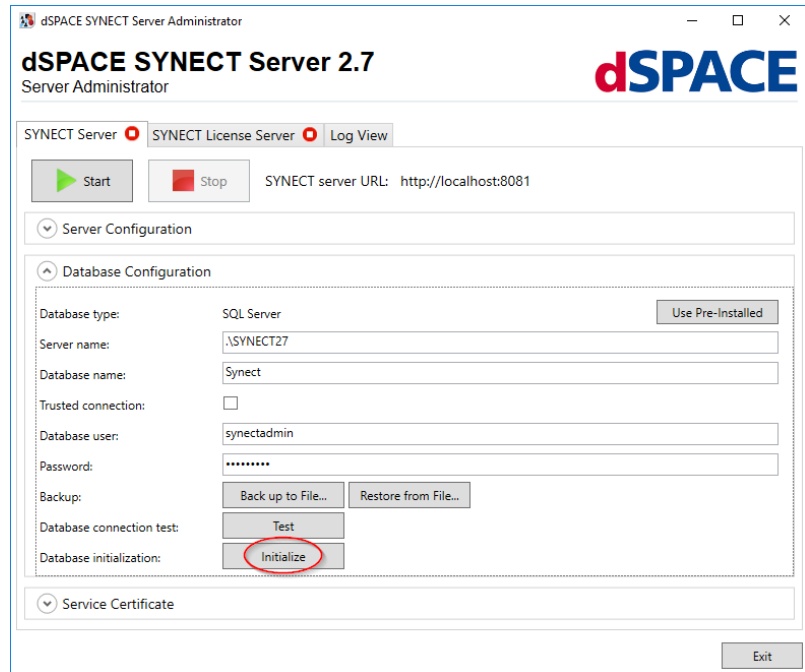 dSPACE SYNECT Server Administrator
dSPACE SYNECT Server 2.7
Server Administrator
dSPACE
SYNECT Server SYNECT License Server Log View
Start Stop SYNECT server URL: http://localhost:8081
Server Configuration
Database Configuration
Database type: SQL Server Use Pre-Installed
Server name: .\SYNECT27
Database name: Synect
Trusted connection:
Database user: synectadmin
Password: •••••••••
Backup: Back up to File... Restore from File...
Database connection test: Test
Database initialization: Initialize
Service Certificate
Exit